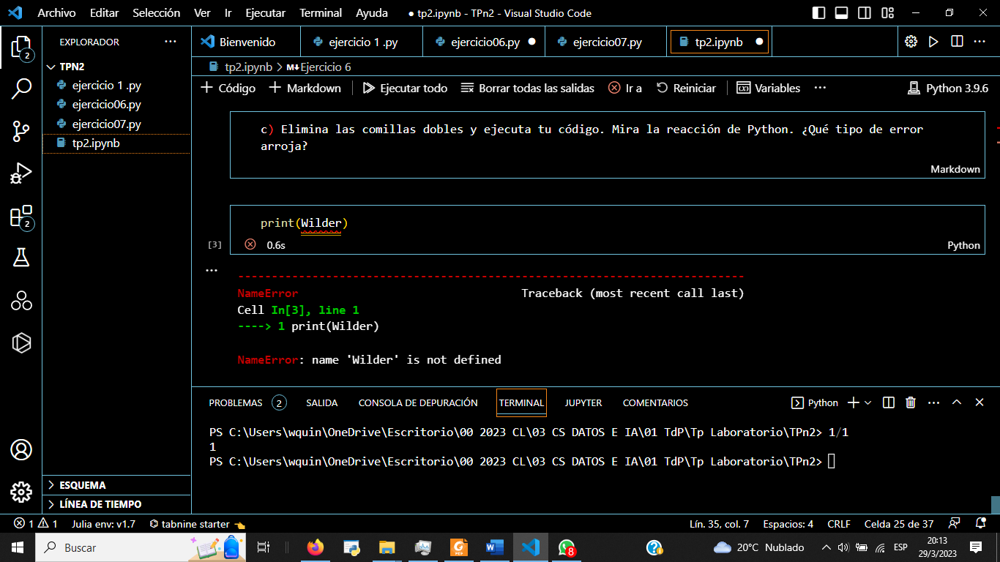 Archivo Editar Selección Ver Ir Ejecutar Terminal Ayuda ● tp2.ipynb - TPn2 - Visual Studio Code
EXPLORADOR ···
Bienvenido ejercicio 1 .py ejercicio06.py ● ejercicio07.py tp2.ipynb ●
2
TPN2
ejercicio 1 .py
ejercicio06.py
ejercicio07.py
tp2.ipynb
2
ESQUEMA
LÍNEA DE TIEMPO
tp2.ipynb > M↓Ejercicio 6
+ Código + Markdown Ejecutar todo Borrar todas las salidas Ir a Reiniciar Variables ··· Python 3.9.6
c) Elimina las comillas dobles y ejecuta tu código. Mira la reacción de Python. ¿Qué tipo de error
arroja?
Markdown
print(Wilder)
[3] 0.6s Python
...
---------------------------------------------------------------------------
NameError Traceback (most recent call last)
Cell In[3], line 1
----> 1 print(Wilder)
NameError: name 'Wilder' is not defined
PROBLEMAS 2 SALIDA CONSOLA DE DEPURACIÓN TERMINAL JUPYTER COMENTARIOS Python
PS C:\Users\wquin\OneDrive\Escritorio\00 2023 CL\03 CS DATOS E IA\01 TdP\Tp Laboratorio\TPn2> 1/1
1
PS C:\Users\wquin\OneDrive\Escritorio\00 2023 CL\03 CS DATOS E IA\01 TdP\Tp Laboratorio\TPn2>
1 1 Julia env: v1.7 tabnine starter Lín. 35, col. 7 Espacios: 4 CRLF Celda 25 de 37
Buscar 8 20°C Nublado ESP 20:13
29/3/2023